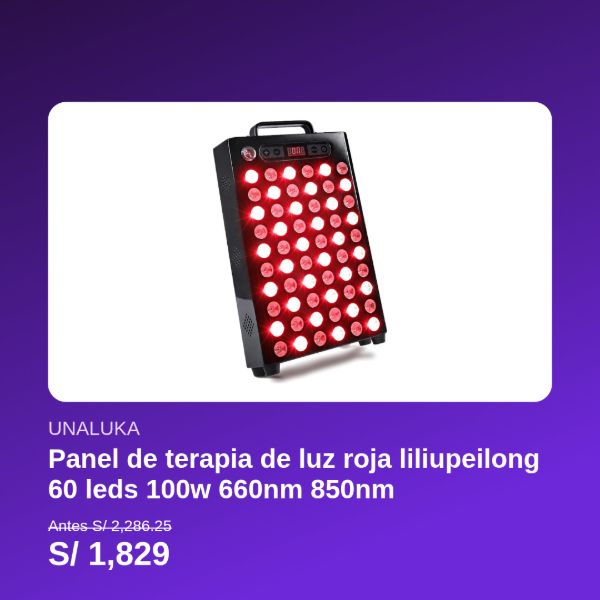 UNALUKA
Panel de terapia de luz roja liliupeilong
60 leds 100w 660nm 850nm
Antes S/ 2,286.25
S/ 1,829